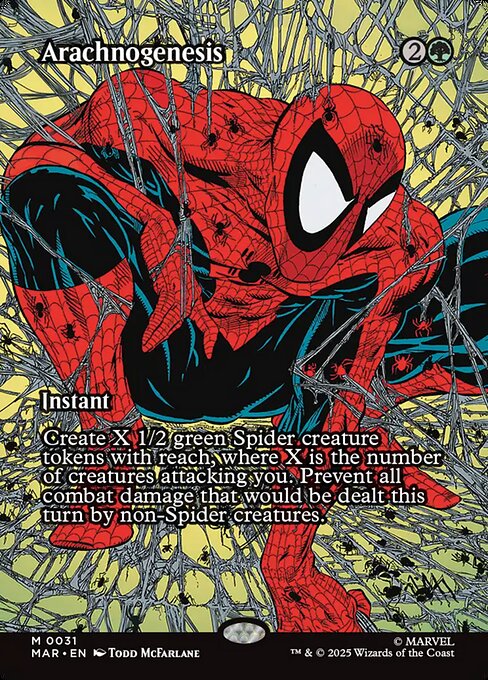 Arachnogenesis 2
Instant
Create X 1/2 green Spider creature
tokens with reach, where X is the number
of creatures attacking you. Prevent all
combat damage that would be dealt this
turn by non-Spider creatures.
M 0031
MAR • EN Todd McFarlane
© MARVEL
™ & © 2025 Wizards of the Coast